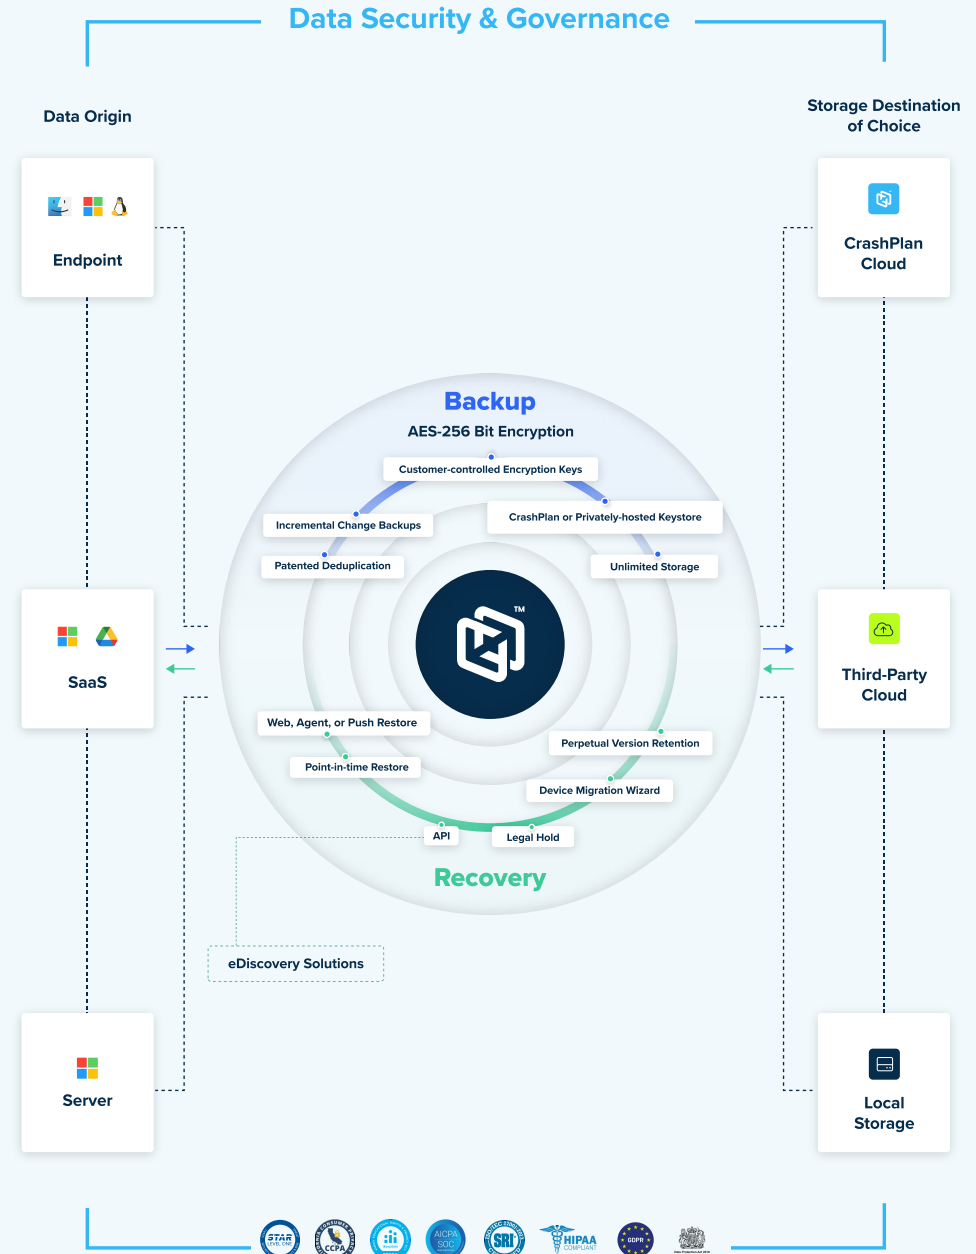 Data Security & Governance
Data Origin
Storage Destination
of Choice
Endpoint
CrashPlan
Cloud
Backup
AES-256 Bit Encryption
Customer-controlled Encryption Keys
Incremental Change Backups
CrashPlan or Privately-hosted Keystore
Patented Deduplication
Unlimited Storage
TM
SaaS
Third-Party
Cloud
Web, Agent, or Push Restore
Perpetual Version Retention
Point-in-time Restore
Device Migration Wizard
API
Legal Hold
Recovery
eDiscovery Solutions
Server
Local
Storage
STAR
LEVEL ONE
CCPA
AICPA
SOC
SRI
HIPAA
COMPLIANT
GDPR